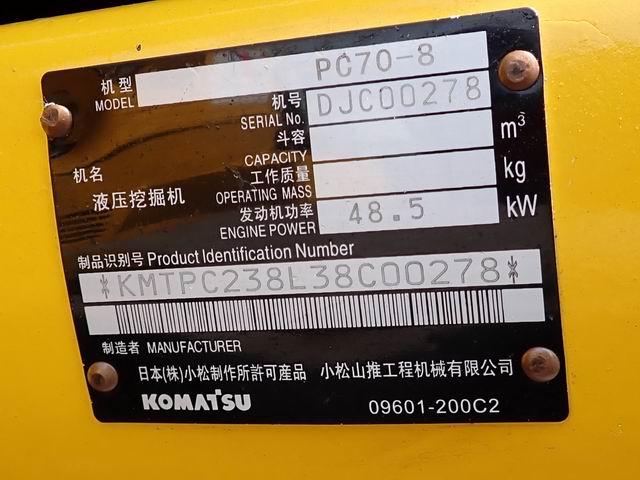 机型 PC70-8
MODEL
机号 DJC00278
SERIAL No.
斗容 m³
CAPACITY
机名 工作质量 kg
液压挖掘机 OPERATING MASS
发动机功率 48.5 kW
ENGINE POWER
制品识别号 Product Identification Number
*KMTPC238L38C00278*
制造者 MANUFACTURER
日本(株)小松制作所許可産品 小松山推工程机械有限公司
KOMATSU 09601-200C2